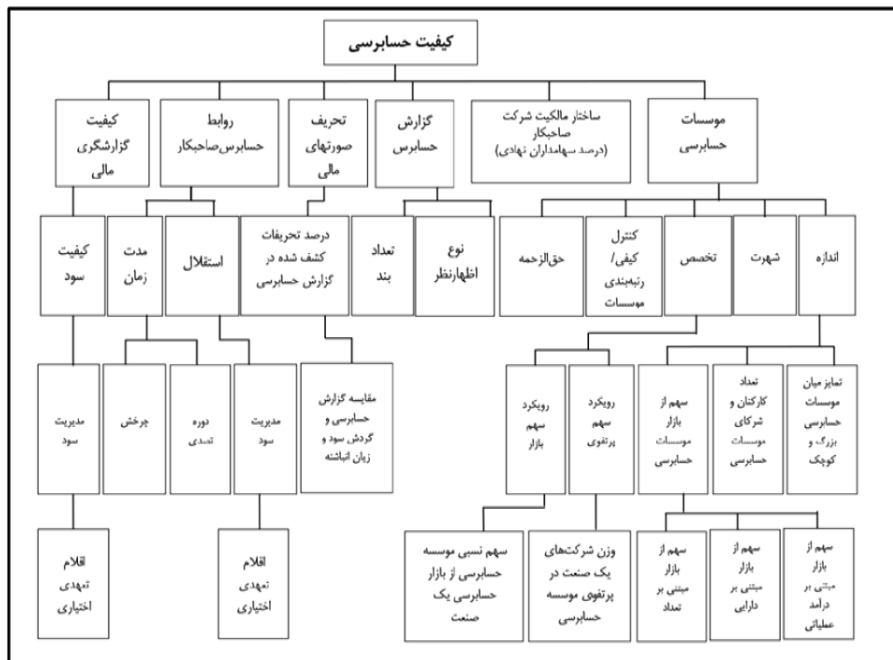 کیفیت حسابرسی
موسسات
حسابرسی
ساختار مالکیت شرکت
صاحبکار
(درصد سهامداران نهادی)
گزارش
حسابرس
تحریف
صورتهای
مالی
روابط
حسابرس‌صاحبکار
کیفیت
گزارشگری
مالی
اندازه
شهرت
تخصص
کنترل
کیفی/
رتبه‌بندی
موسسات
حق‌الزحمه
نوع
اظهارنظر
تعداد
بند
درصد تحریفات
کشف شده در
گزارش حسابرسی
استقلال
مدت
زمان
کیفیت
سود
تمایز میان
موسسات
حسابرسی
بزرگ و
کوچک
تعداد
کارکنان و
شرکای
موسسات
حسابرسی
سهم از
بازار
موسسات
حسابرسی
رویکرد
سهم
پرتفوی
رویکرد
سهم
بازار
مقایسه گزارش
حسابرسی و
گردش سود و
زیان انباشته
مدیریت
سود
دوره
تصدی
چرخش
مدیریت
سود
سهم از
بازار
مبتنی بر
درآمد
عملیاتی
سهم از
بازار
مبتنی بر
دارایی
سهم از
بازار
مبتنی بر
تعداد
وزن شرکت‌های
یک صنعت در
پرتفوی موسسه
حسابرسی
سهم نسبی موسسه
حسابرسی از بازار
حسابرسی یک
صنعت
اقلام
تعهدی
اختیاری
اقلام
تعهدی
اختیاری